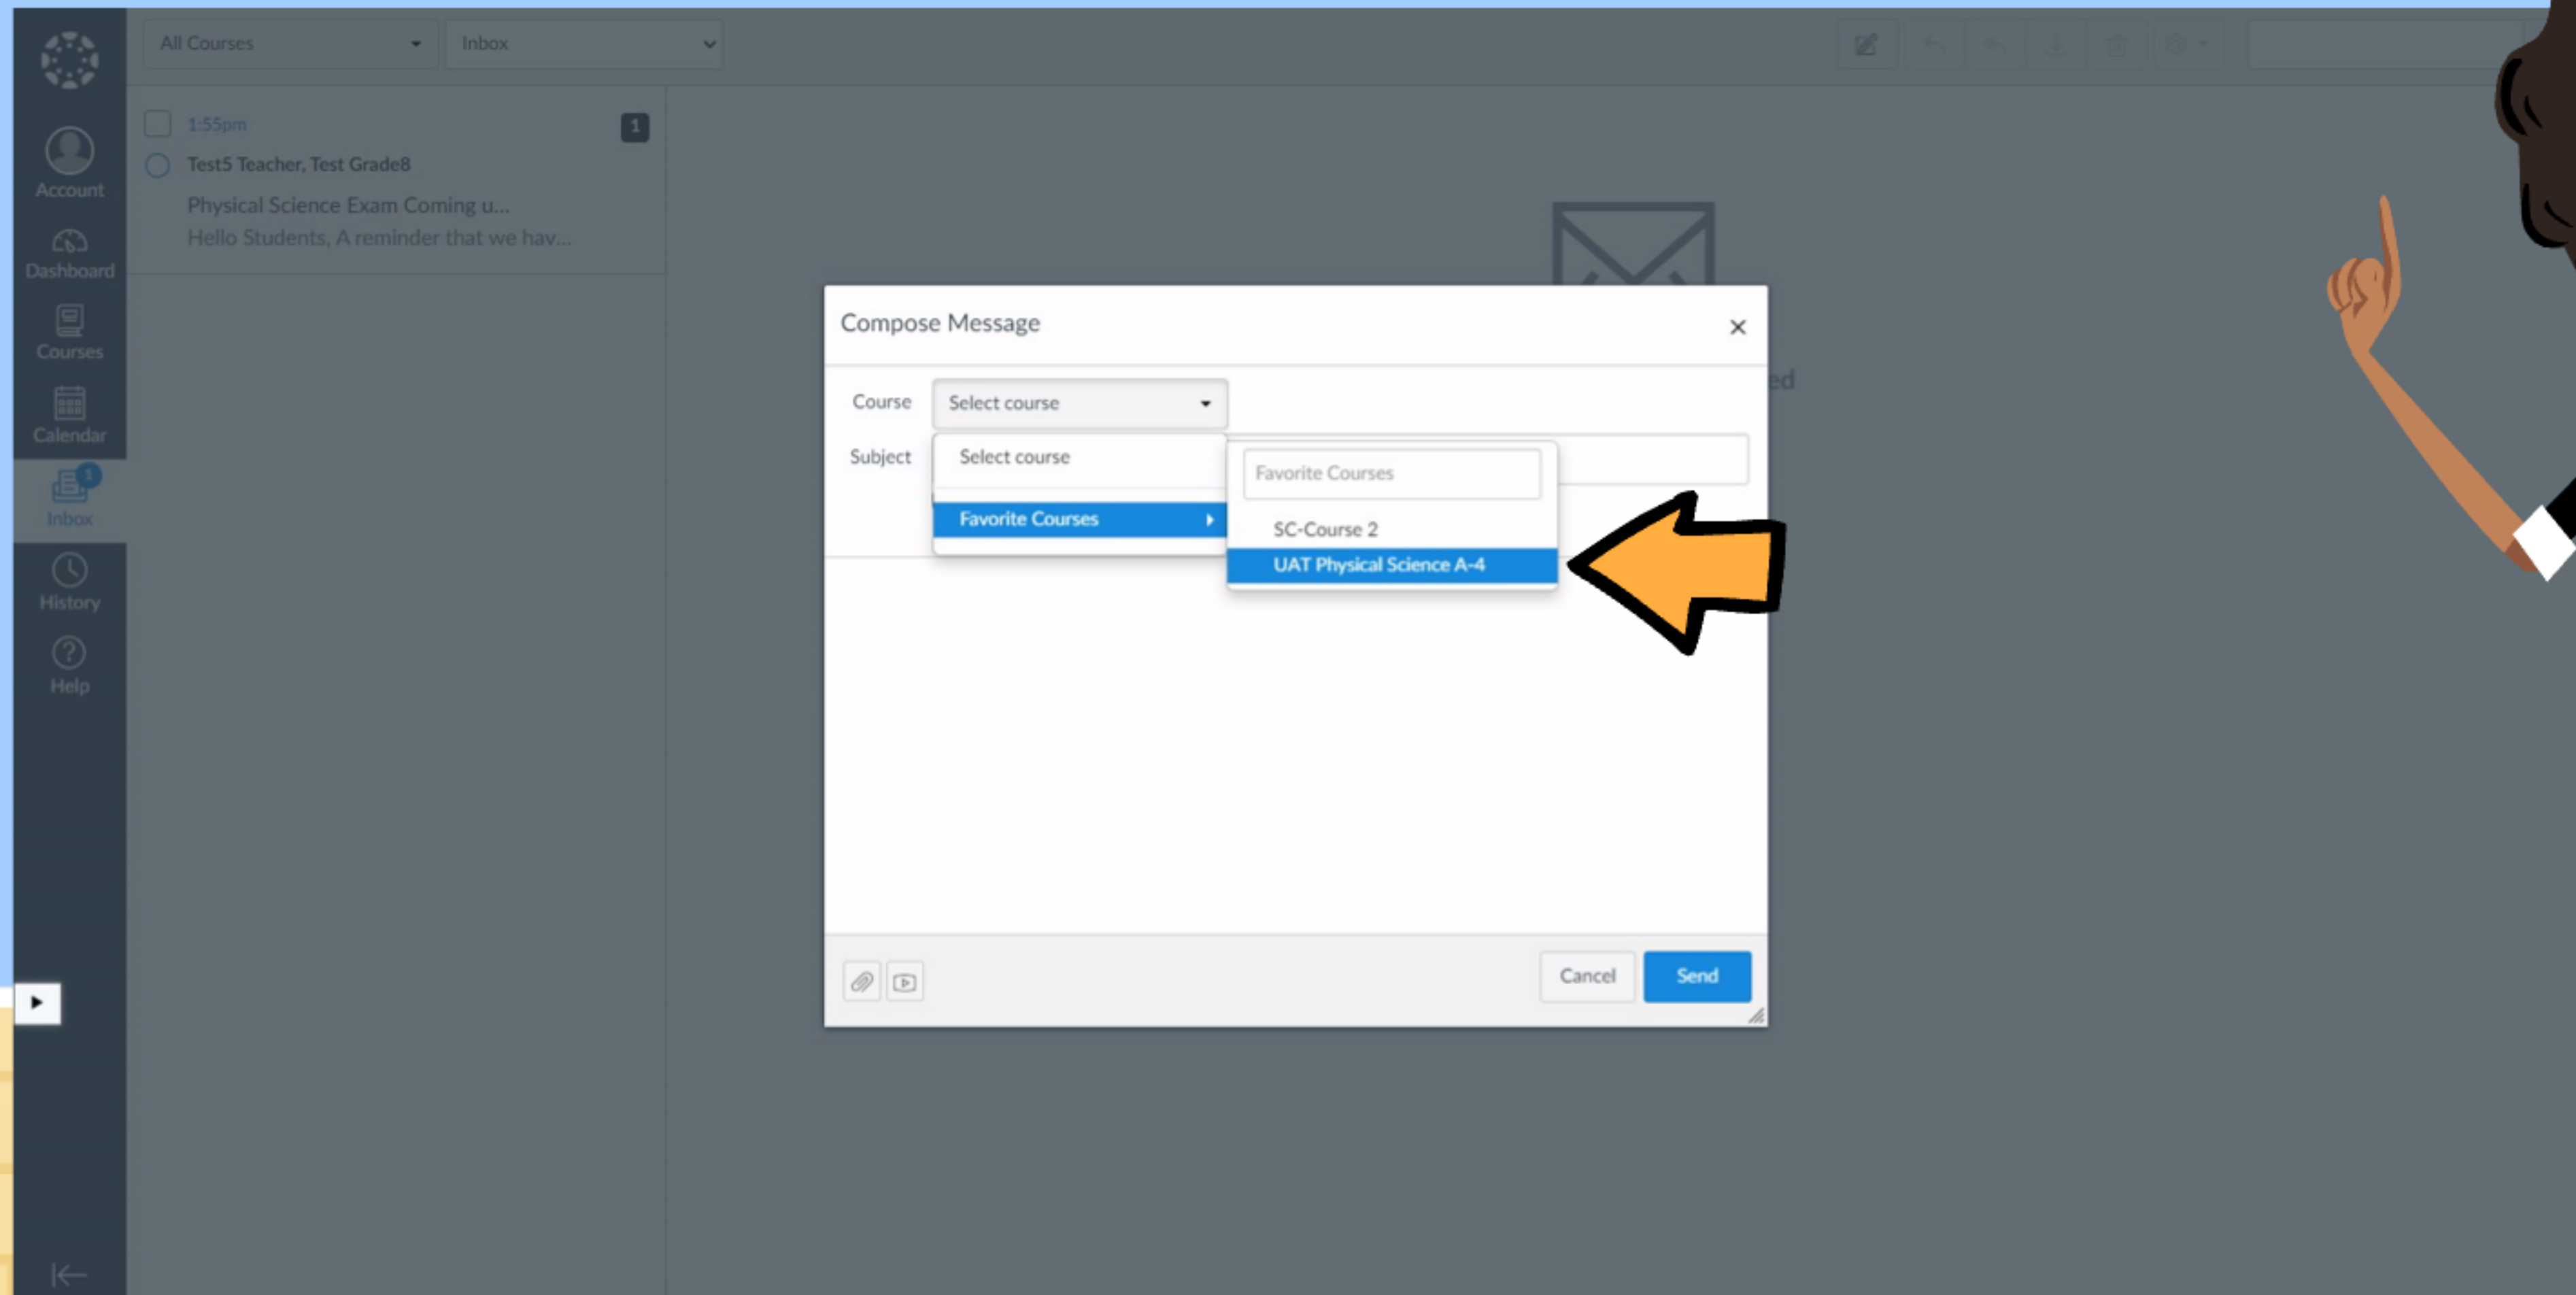 All Courses
Inbox
1:55pm
1
Test5 Teacher, Test Grade8
Physical Science Exam Coming u...
Hello Students, A reminder that we hav...
Account
Dashboard
Courses
Calendar
1
Inbox
History
Help
Compose Message
ed
Course
Select course
Subject
Select course
Favorite Courses
Favorite Courses
SC-Course 2
UAT Physical Science A-4
Cancel
Send